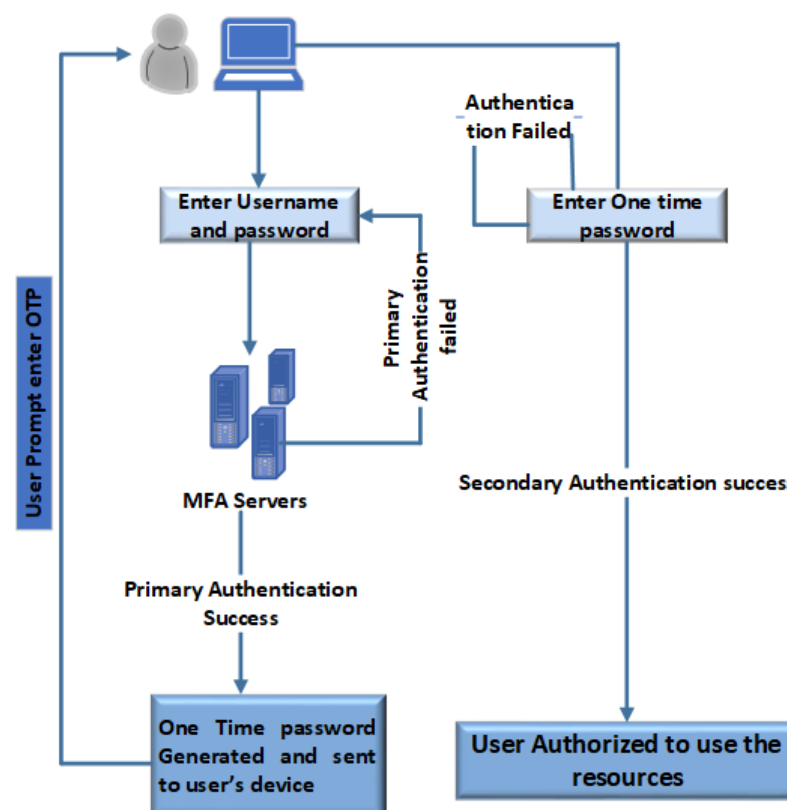 Authentica
tion Failed
Enter Username
and password
Enter One time
password
User Prompt enter OTP
Primary
Authentication
failed
MFA Servers
Secondary Authentication success
Primary Authentication
Success
One Time password
Generated and sent
to user's device
User Authorized to use the
resources